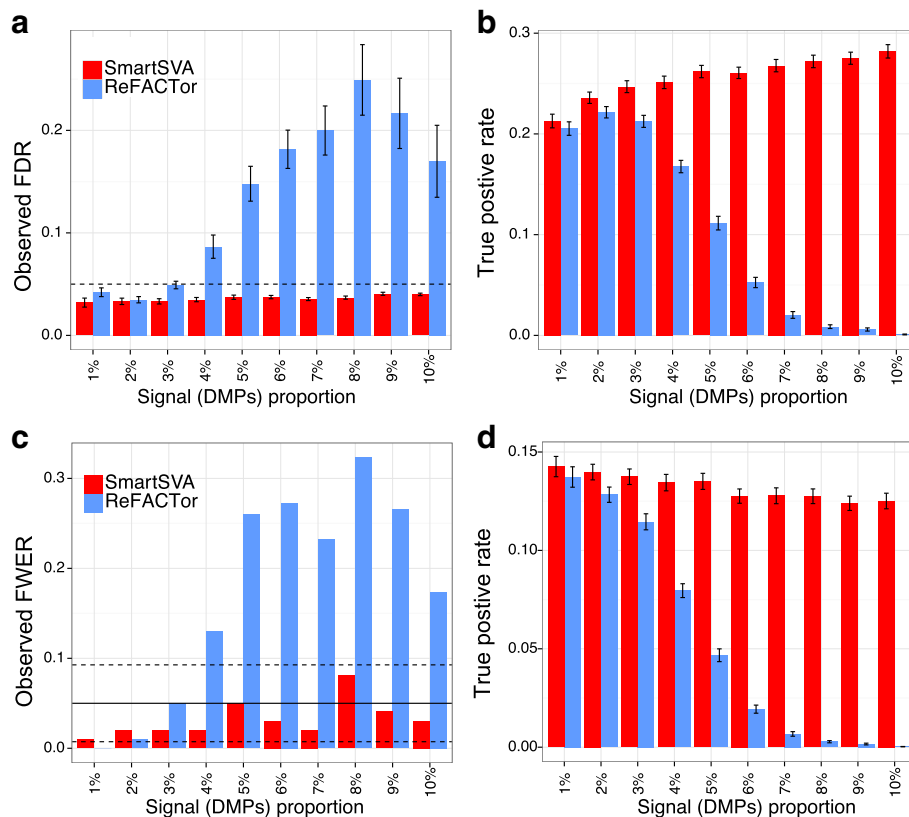 a
SmartSVA
ReFACTor
Observed FDR
0.2
0.1
0.0
1% 2% 3% 4% 5% 6% 7% 8% 9% 10%
Signal (DMPs) proportion
b
True postive rate
0.3
0.2
0.1
0.0
1% 2% 3% 4% 5% 6% 7% 8% 9% 10%
Signal (DMPs) proportion
c
SmartSVA
ReFACTor
Observed FWER
0.3
0.2
0.1
0.0
1% 2% 3% 4% 5% 6% 7% 8% 9% 10%
Signal (DMPs) proportion
d
True postive rate
0.15
0.10
0.05
0.00
1% 2% 3% 4% 5% 6% 7% 8% 9% 10%
Signal (DMPs) proportion